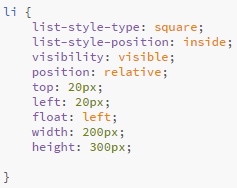 li {
    list-style-type: square;
    list-style-position: inside;
    visibility: visible;
    position: relative;
    top: 20px;
    left: 20px;
    float: left;
    width: 200px;
    height: 300px;

}